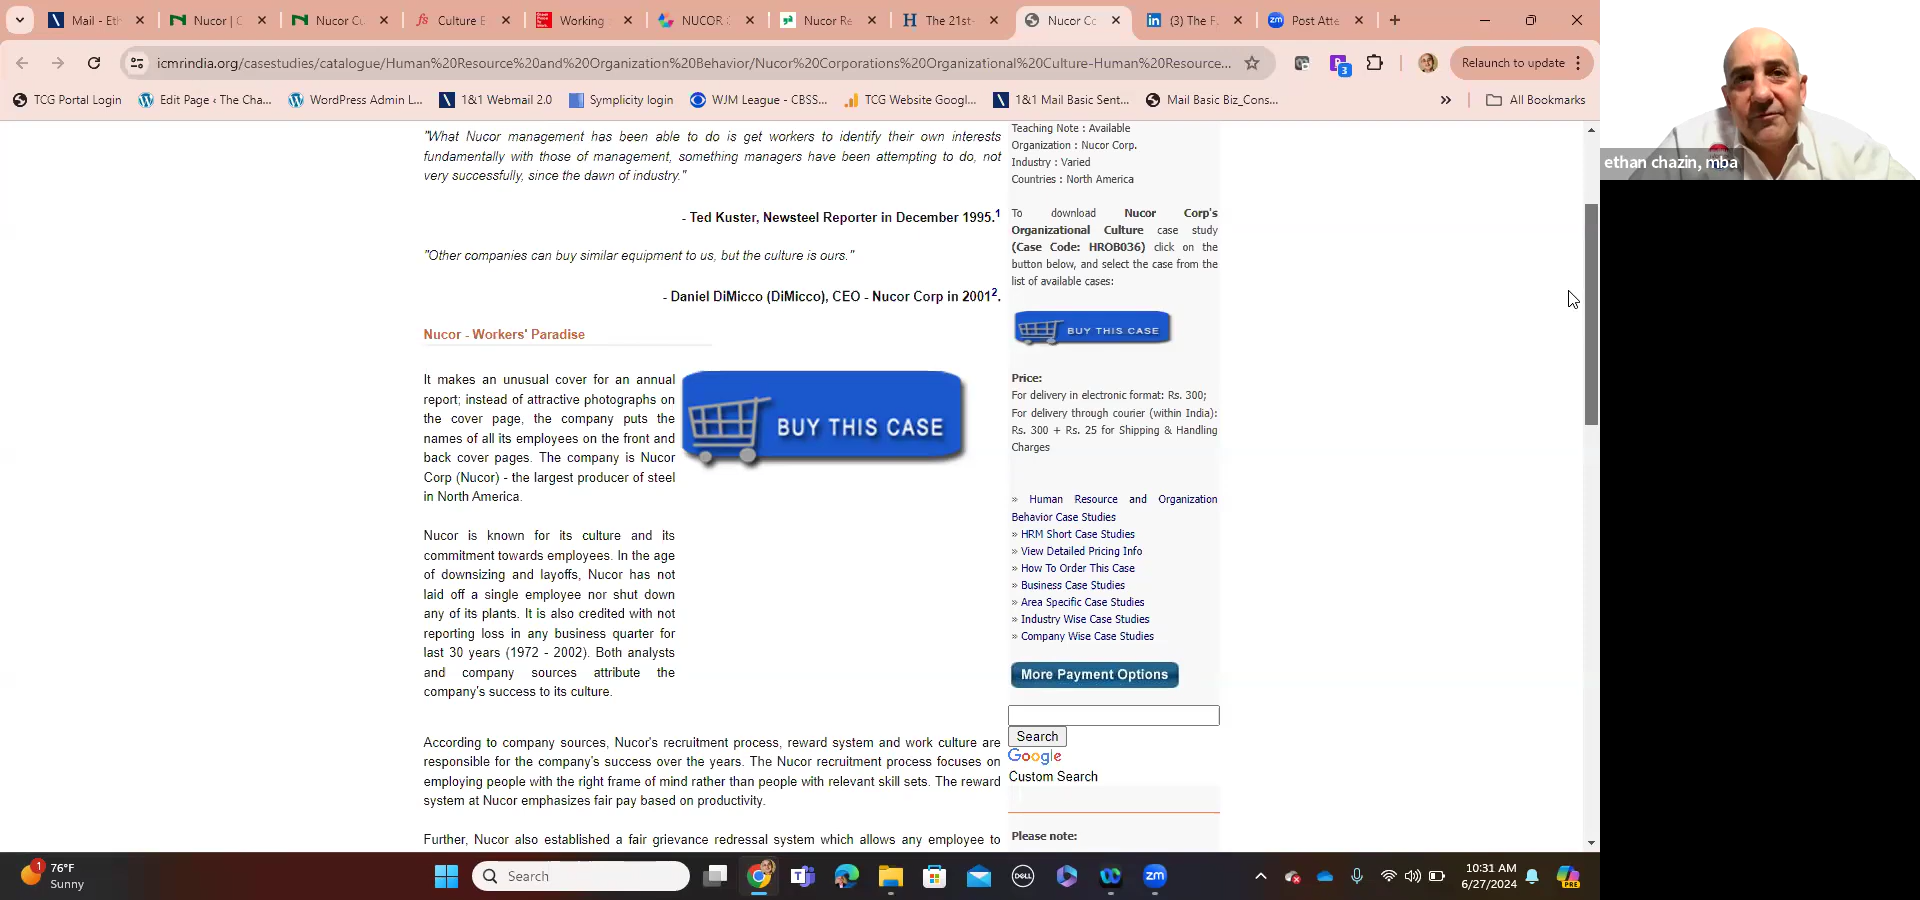 Mail - Eth
Nucor | C
Nucor Cu
Culture E
Working
NUCOR
Nucor Re
The 21st-
Nucor Co
(3) The F
Post Atte
icmrindia.org/casestudies/catalogue/Human%20Resource%20and%20Organization%20Behavior/Nucor%20Corporations%20Organizational%20Culture-Human%20Resource...
3
Relaunch to update
TCG Portal Login
Edit Page ‹ The Cha...
WordPress Admin L...
1&1 Webmail 2.0
Symplicity login
WJM League - CBSS...
TCG Website Googl...
1&1 Mail Basic Sent...
Mail Basic Biz_Cons...
»
All Bookmarks
"What Nucor management has been able to do is get workers to identify their own interests
fundamentally with those of management, something managers have been attempting to do, not
very successfully, since the dawn of industry."
- Ted Kuster, Newsteel Reporter in December 1995.1
"Other companies can buy similar equipment to us, but the culture is ours."
- Daniel DiMicco (DiMicco), CEO - Nucor Corp in 20012.
Nucor - Workers' Paradise
It makes an unusual cover for an annual
report; instead of attractive photographs on
the cover page, the company puts the
names of all its employees on the front and
back cover pages. The company is Nucor
Corp (Nucor) - the largest producer of steel
in North America.
BUY THIS CASE
Nucor is known for its culture and its
commitment towards employees. In the age
of downsizing and layoffs, Nucor has not
laid off a single employee nor shut down
any of its plants. It is also credited with not
reporting loss in any business quarter for
last 30 years (1972 - 2002). Both analysts
and company sources attribute the
company's success to its culture.
According to company sources, Nucor's recruitment process, reward system and work culture are
responsible for the company's success over the years. The Nucor recruitment process focuses on
employing people with the right frame of mind rather than people with relevant skill sets. The reward
system at Nucor emphasizes fair pay based on productivity.
Further, Nucor also established a fair grievance redressal system which allows any employee to
Teaching Note : Available
Organization : Nucor Corp.
Industry : Varied
Countries : North America
To download Nucor Corp's
Organizational Culture case study
(Case Code: HROB036) click on the
button below, and select the case from the
list of available cases:
BUY THIS CASE
Price:
For delivery in electronic format: Rs. 300;
For delivery through courier (within India):
Rs. 300 + Rs. 25 for Shipping & Handling
Charges
» Human Resource and Organization
Behavior Case Studies
» HRM Short Case Studies
» View Detailed Pricing Info
» How To Order This Case
» Business Case Studies
» Area Specific Case Studies
» Industry Wise Case Studies
» Company Wise Case Studies
More Payment Options
Search
Google
Custom Search
Please note:
ethan chazin, mba
1
76°F
Sunny
Search
DELL
zm
10:31 AM
6/27/2024
PRE